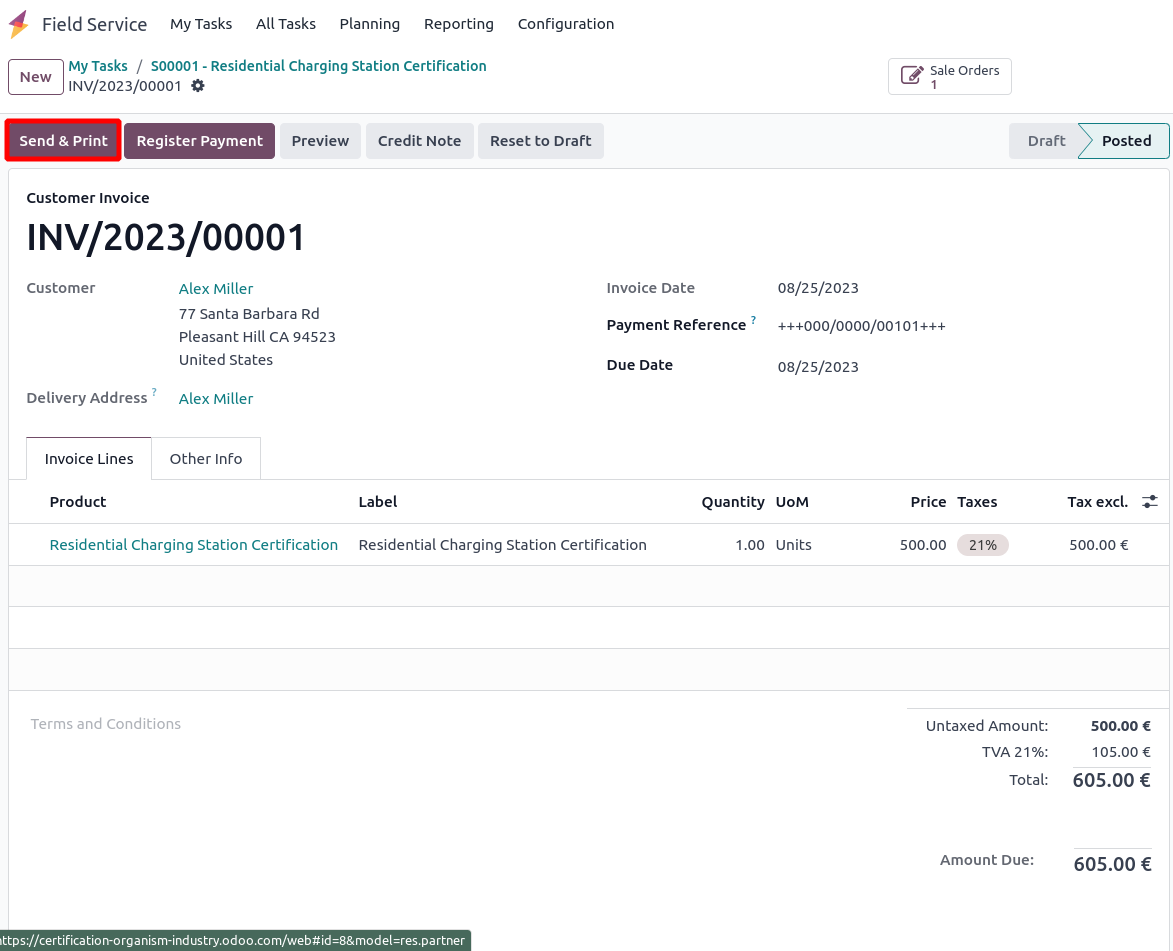 Field Service My Tasks All Tasks Planning Reporting Configuration
New My Tasks / S00001 - Residential Charging Station Certification
INV/2023/00001
Sale Orders
1
Send & Print Register Payment Preview Credit Note Reset to Draft Draft Posted
Customer Invoice
INV/2023/00001
Customer Alex Miller
77 Santa Barbara Rd
Pleasant Hill CA 94523
United States
Delivery Address ? Alex Miller
Invoice Date 08/25/2023
Payment Reference ? +++000/0000/00101+++
Due Date 08/25/2023
Invoice Lines Other Info
Product Label Quantity UoM Price Taxes Tax excl.
Residential Charging Station Certification Residential Charging Station Certification 1.00 Units 500.00 21% 500.00 €
Terms and Conditions
Untaxed Amount: 500.00 €
TVA 21%: 105.00 €
Total: 605.00 €
Amount Due: 605.00 €
ttps://certification-organism-industry.odoo.com/web#id=8&model=res.partner